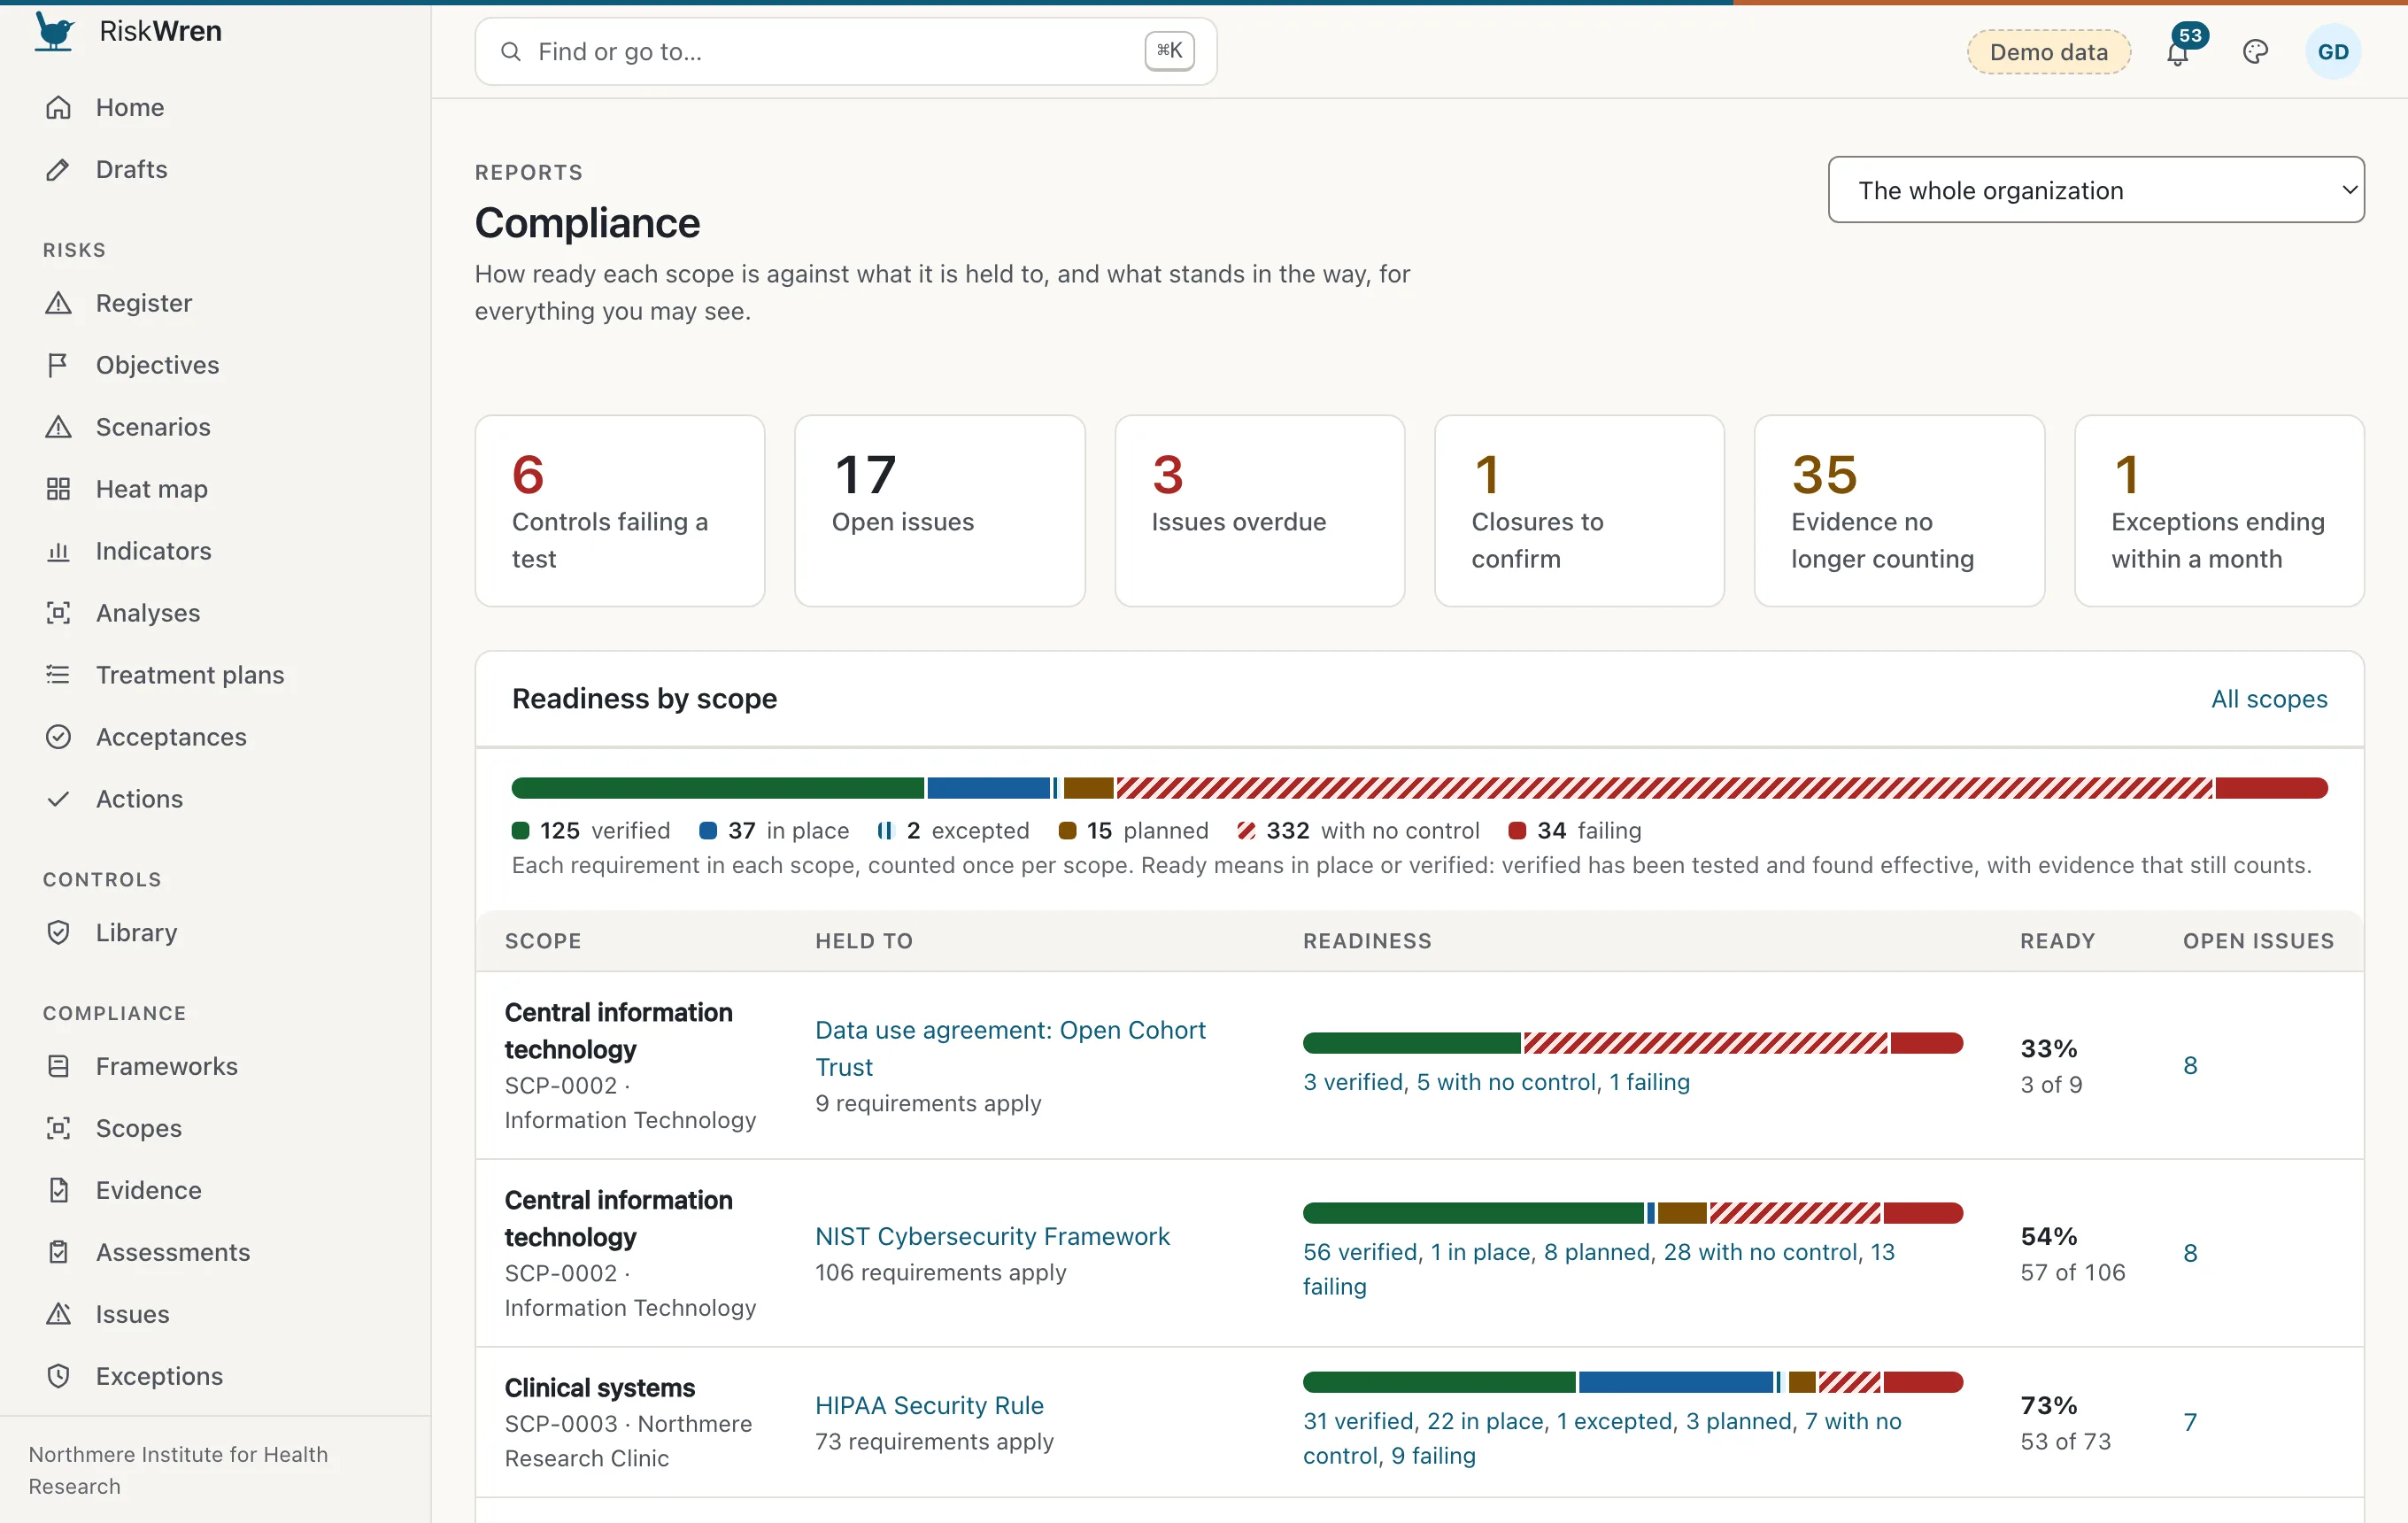 RiskWren
Find or go to...
⌘K
Demo data
53
GD
Home
Drafts
RISKS
Register
Objectives
Scenarios
Heat map
Indicators
Analyses
Treatment plans
Acceptances
Actions
CONTROLS
Library
COMPLIANCE
Frameworks
Scopes
Evidence
Assessments
Issues
Exceptions
Northmere Institute for Health
Research
REPORTS
Compliance
How ready each scope is against what it is held to, and what stands in the way, for
everything you may see.
The whole organization
6
Controls failing a
test
17
Open issues
3
Issues overdue
1
Closures to
confirm
35
Evidence no
longer counting
1
Exceptions ending
within a month
Readiness by scope
All scopes
125 verified 37 in place 2 excepted 15 planned 332 with no control 34 failing
Each requirement in each scope, counted once per scope. Ready means in place or verified: verified has been tested and found effective, with evidence that still counts.
SCOPE HELD TO READINESS READY OPEN ISSUES
Central information
technology
SCP-0002 ·
Information Technology
Data use agreement: Open Cohort
Trust
9 requirements apply
3 verified, 5 with no control, 1 failing
33%
3 of 9
8
Central information
technology
SCP-0002 ·
Information Technology
NIST Cybersecurity Framework
106 requirements apply
56 verified, 1 in place, 8 planned, 28 with no control, 13
failing
54%
57 of 106
8
Clinical systems
SCP-0003 · Northmere
Research Clinic
HIPAA Security Rule
73 requirements apply
31 verified, 22 in place, 1 excepted, 3 planned, 7 with no
control, 9 failing
73%
53 of 73
7